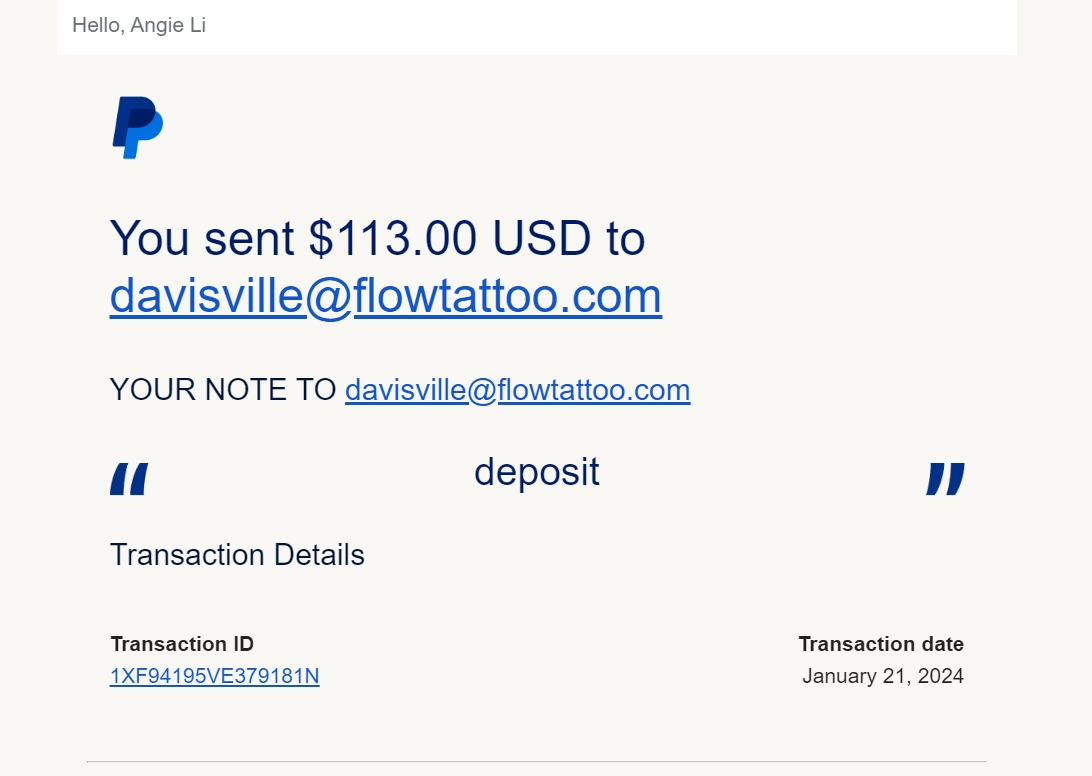 Hello, Angie Li
You sent $113.00 USD to
davisville@flowtattoo.com
YOUR NOTE TO davisville@flowtattoo.com
“ deposit ”
Transaction Details
Transaction ID Transaction date
1XF94195VE379181N January 21, 2024